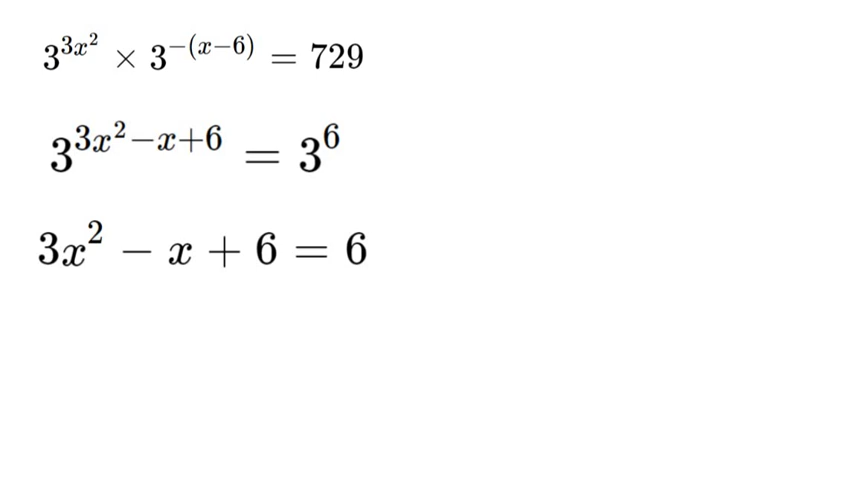 3^{3x^2} × 3^{-(x-6)} = 729
3^{3x^2-x+6} = 3^6
3x^2 - x + 6 = 6